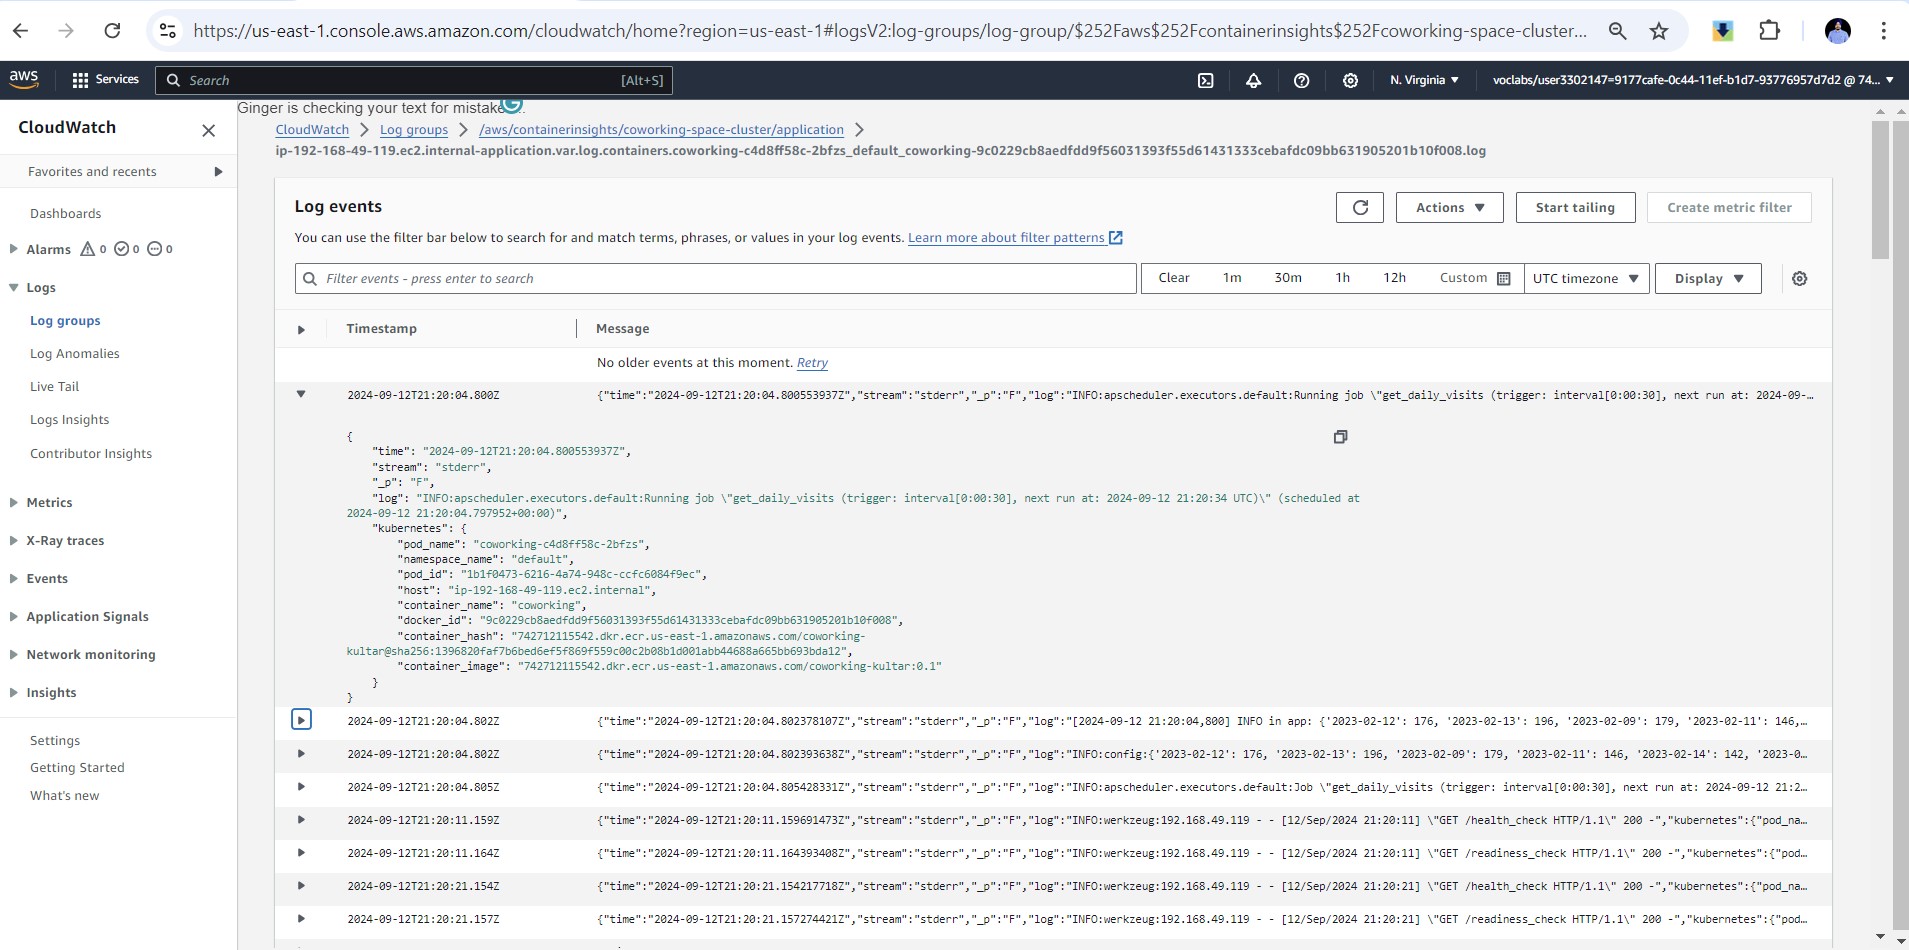 https://us-east-1.console.aws.amazon.com/cloudwatch/home?region=us-east-1#logsV2:log-groups/log-group/$252Faws$252Fcontainerinsights$252Fcoworking-space-cluster...
aws Services Search [Alt+S] N. Virginia voclabs/user3302147=9177cafe-0c44-11ef-b1d7-93776957d7d2 @ 74...
Ginger is checking your text for mistake
CloudWatch
Favorites and recents
Dashboards
Alarms 0 0 0
Logs
Log groups
Log Anomalies
Live Tail
Logs Insights
Contributor Insights
Metrics
X-Ray traces
Events
Application Signals
Network monitoring
Insights
Settings
Getting Started
What's new
CloudWatch Log groups /aws/containerinsights/coworking-space-cluster/application
ip-192-168-49-119.ec2.internal-application.var.log.containers.coworking-c4d8ff58c-2bfzs_default_coworking-9c0229cb8aedfdd9f56031393f55d61431333cebafdc09bb631905201b10f008.log
Log events
Actions Start tailing Create metric filter
You can use the filter bar below to search for and match terms, phrases, or values in your log events. Learn more about filter patterns
Filter events - press enter to search Clear 1m 30m 1h 12h Custom UTC timezone Display
Timestamp Message
No older events at this moment. Retry
2024-09-12T21:20:04.800Z {"time":"2024-09-12T21:20:04.800553937Z","stream":"stderr","_p":"F","log":"INFO:apscheduler.executors.default:Running job \"get_daily_visits (trigger: interval[0:00:30], next run at: 2024-09-…
{
"time": "2024-09-12T21:20:04.800553937Z",
"stream": "stderr",
"_p": "F",
"log": "INFO:apscheduler.executors.default:Running job \"get_daily_visits (trigger: interval[0:00:30], next run at: 2024-09-12 21:20:34 UTC)\" (scheduled at
2024-09-12 21:20:04.797952+00:00)",
"kubernetes": {
"pod_name": "coworking-c4d8ff58c-2bfzs",
"namespace_name": "default",
"pod_id": "1b1f0473-6216-4a74-948c-ccfc6084f9ec",
"host": "ip-192-168-49-119.ec2.internal",
"container_name": "coworking",
"docker_id": "9c0229cb8aedfdd9f56031393f55d61431333cebafdc09bb631905201b10f008",
"container_hash": "742712115542.dkr.ecr.us-east-1.amazonaws.com/coworking-
kultar@sha256:1396820faf7b6bed6ef5f869f559c00c2b08b1d001abb44688a665bb693bda12",
"container_image": "742712115542.dkr.ecr.us-east-1.amazonaws.com/coworking-kultar:0.1"
}
}
2024-09-12T21:20:04.802Z {"time":"2024-09-12T21:20:04.802378107Z","stream":"stderr","_p":"F","log":"[2024-09-12 21:20:04,800] INFO in app: {'2023-02-12': 176, '2023-02-13': 196, '2023-02-09': 179, '2023-02-11': 146,…
2024-09-12T21:20:04.802Z {"time":"2024-09-12T21:20:04.802393638Z","stream":"stderr","_p":"F","log":"INFO:config:{'2023-02-12': 176, '2023-02-13': 196, '2023-02-09': 179, '2023-02-11': 146, '2023-02-14': 142, '2023-0…
2024-09-12T21:20:04.805Z {"time":"2024-09-12T21:20:04.805428331Z","stream":"stderr","_p":"F","log":"INFO:apscheduler.executors.default:Job \"get_daily_visits (trigger: interval[0:00:30], next run at: 2024-09-12 21:2…
2024-09-12T21:20:11.159Z {"time":"2024-09-12T21:20:11.159691473Z","stream":"stderr","_p":"F","log":"INFO:werkzeug:192.168.49.119 - - [12/Sep/2024 21:20:11] \"GET /health_check HTTP/1.1\" 200 -","kubernetes":{"pod_na…
2024-09-12T21:20:11.164Z {"time":"2024-09-12T21:20:11.164393408Z","stream":"stderr","_p":"F","log":"INFO:werkzeug:192.168.49.119 - - [12/Sep/2024 21:20:11] \"GET /readiness_check HTTP/1.1\" 200 -","kubernetes":{"pod…
2024-09-12T21:20:21.154Z {"time":"2024-09-12T21:20:21.154217718Z","stream":"stderr","_p":"F","log":"INFO:werkzeug:192.168.49.119 - - [12/Sep/2024 21:20:21] \"GET /health_check HTTP/1.1\" 200 -","kubernetes":{"pod_na…
2024-09-12T21:20:21.157Z {"time":"2024-09-12T21:20:21.157274421Z","stream":"stderr","_p":"F","log":"INFO:werkzeug:192.168.49.119 - - [12/Sep/2024 21:20:21] \"GET /readiness_check HTTP/1.1\" 200 -","kubernetes":{"pod…